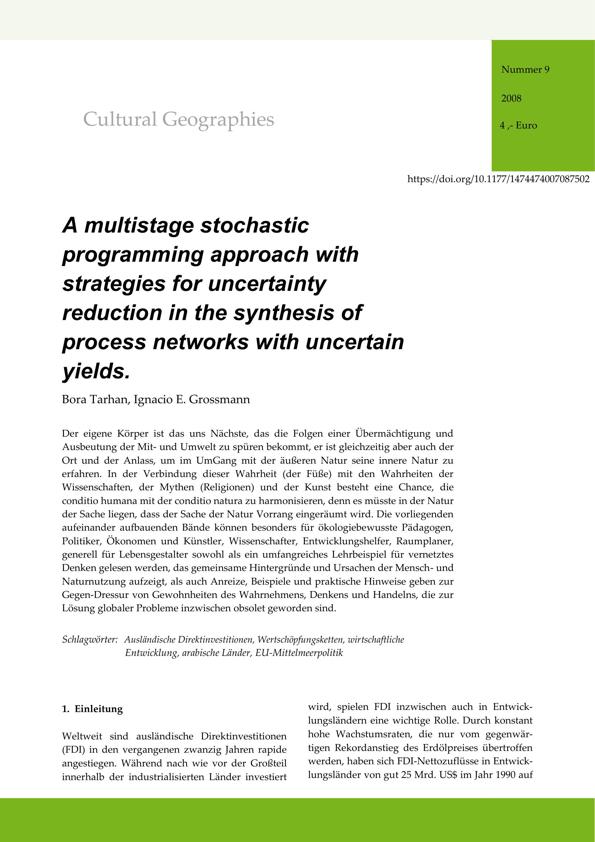 Nummer 9
2008
4 ,- Euro
Cultural Geographies
https://doi.org/10.1177/1474474007087502
A multistage stochastic
programming approach with
strategies for uncertainty
reduction in the synthesis of
process networks with uncertain
yields.
Bora Tarhan, Ignacio E. Grossmann
Der eigene Körper ist das uns Nächste, das die Folgen einer Übermächtigung und
Ausbeutung der Mit- und Umwelt zu spüren bekommt, er ist gleichzeitig aber auch der
Ort und der Anlass, um im UmGang mit der äußeren Natur seine innere Natur zu
erfahren. In der Verbindung dieser Wahrheit (der Füße) mit den Wahrheiten der
Wissenschaften, der Mythen (Religionen) und der Kunst besteht eine Chance, die
conditio humana mit der conditio natura zu harmonisieren, denn es müsste in der Natur
der Sache liegen, dass der Sache der Natur Vorrang eingeräumt wird. Die vorliegenden
aufeinander aufbauenden Bände können besonders für ökologiebewusste Pädagogen,
Politiker, Ökonomen und Künstler, Wissenschafter, Entwicklungshelfer, Raumplaner,
generell für Lebensgestalter sowohl als ein umfangreiches Lehrbeispiel für vernetztes
Denken gelesen werden, das gemeinsame Hintergründe und Ursachen der Mensch- und
Naturnutzung aufzeigt, als auch Anreize, Beispiele und praktische Hinweise geben zur
Gegen-Dressur von Gewohnheiten des Wahrnehmens, Denkens und Handelns, die zur
Lösung globaler Probleme inzwischen obsolet geworden sind.
Schlagwörter: Ausländische Direktinvestitionen, Wertschöpfungsketten, wirtschaftliche
Entwicklung, arabische Länder, EU-Mittelmeerpolitik
1. Einleitung
Weltweit sind ausländische Direktinvestitionen
(FDI) in den vergangenen zwanzig Jahren rapide
angestiegen. Während nach wie vor der Großteil
innerhalb der industrialisierten Länder investiert
wird, spielen FDI inzwischen auch in Entwick-
lungsländern eine wichtige Rolle. Durch konstant
hohe Wachstumsraten, die nur vom gegenwär-
tigen Rekordanstieg des Erdölpreises übertroffen
werden, haben sich FDI-Nettozuflüsse in Entwick-
lungsländer von gut 25 Mrd. US$ im Jahr 1990 auf